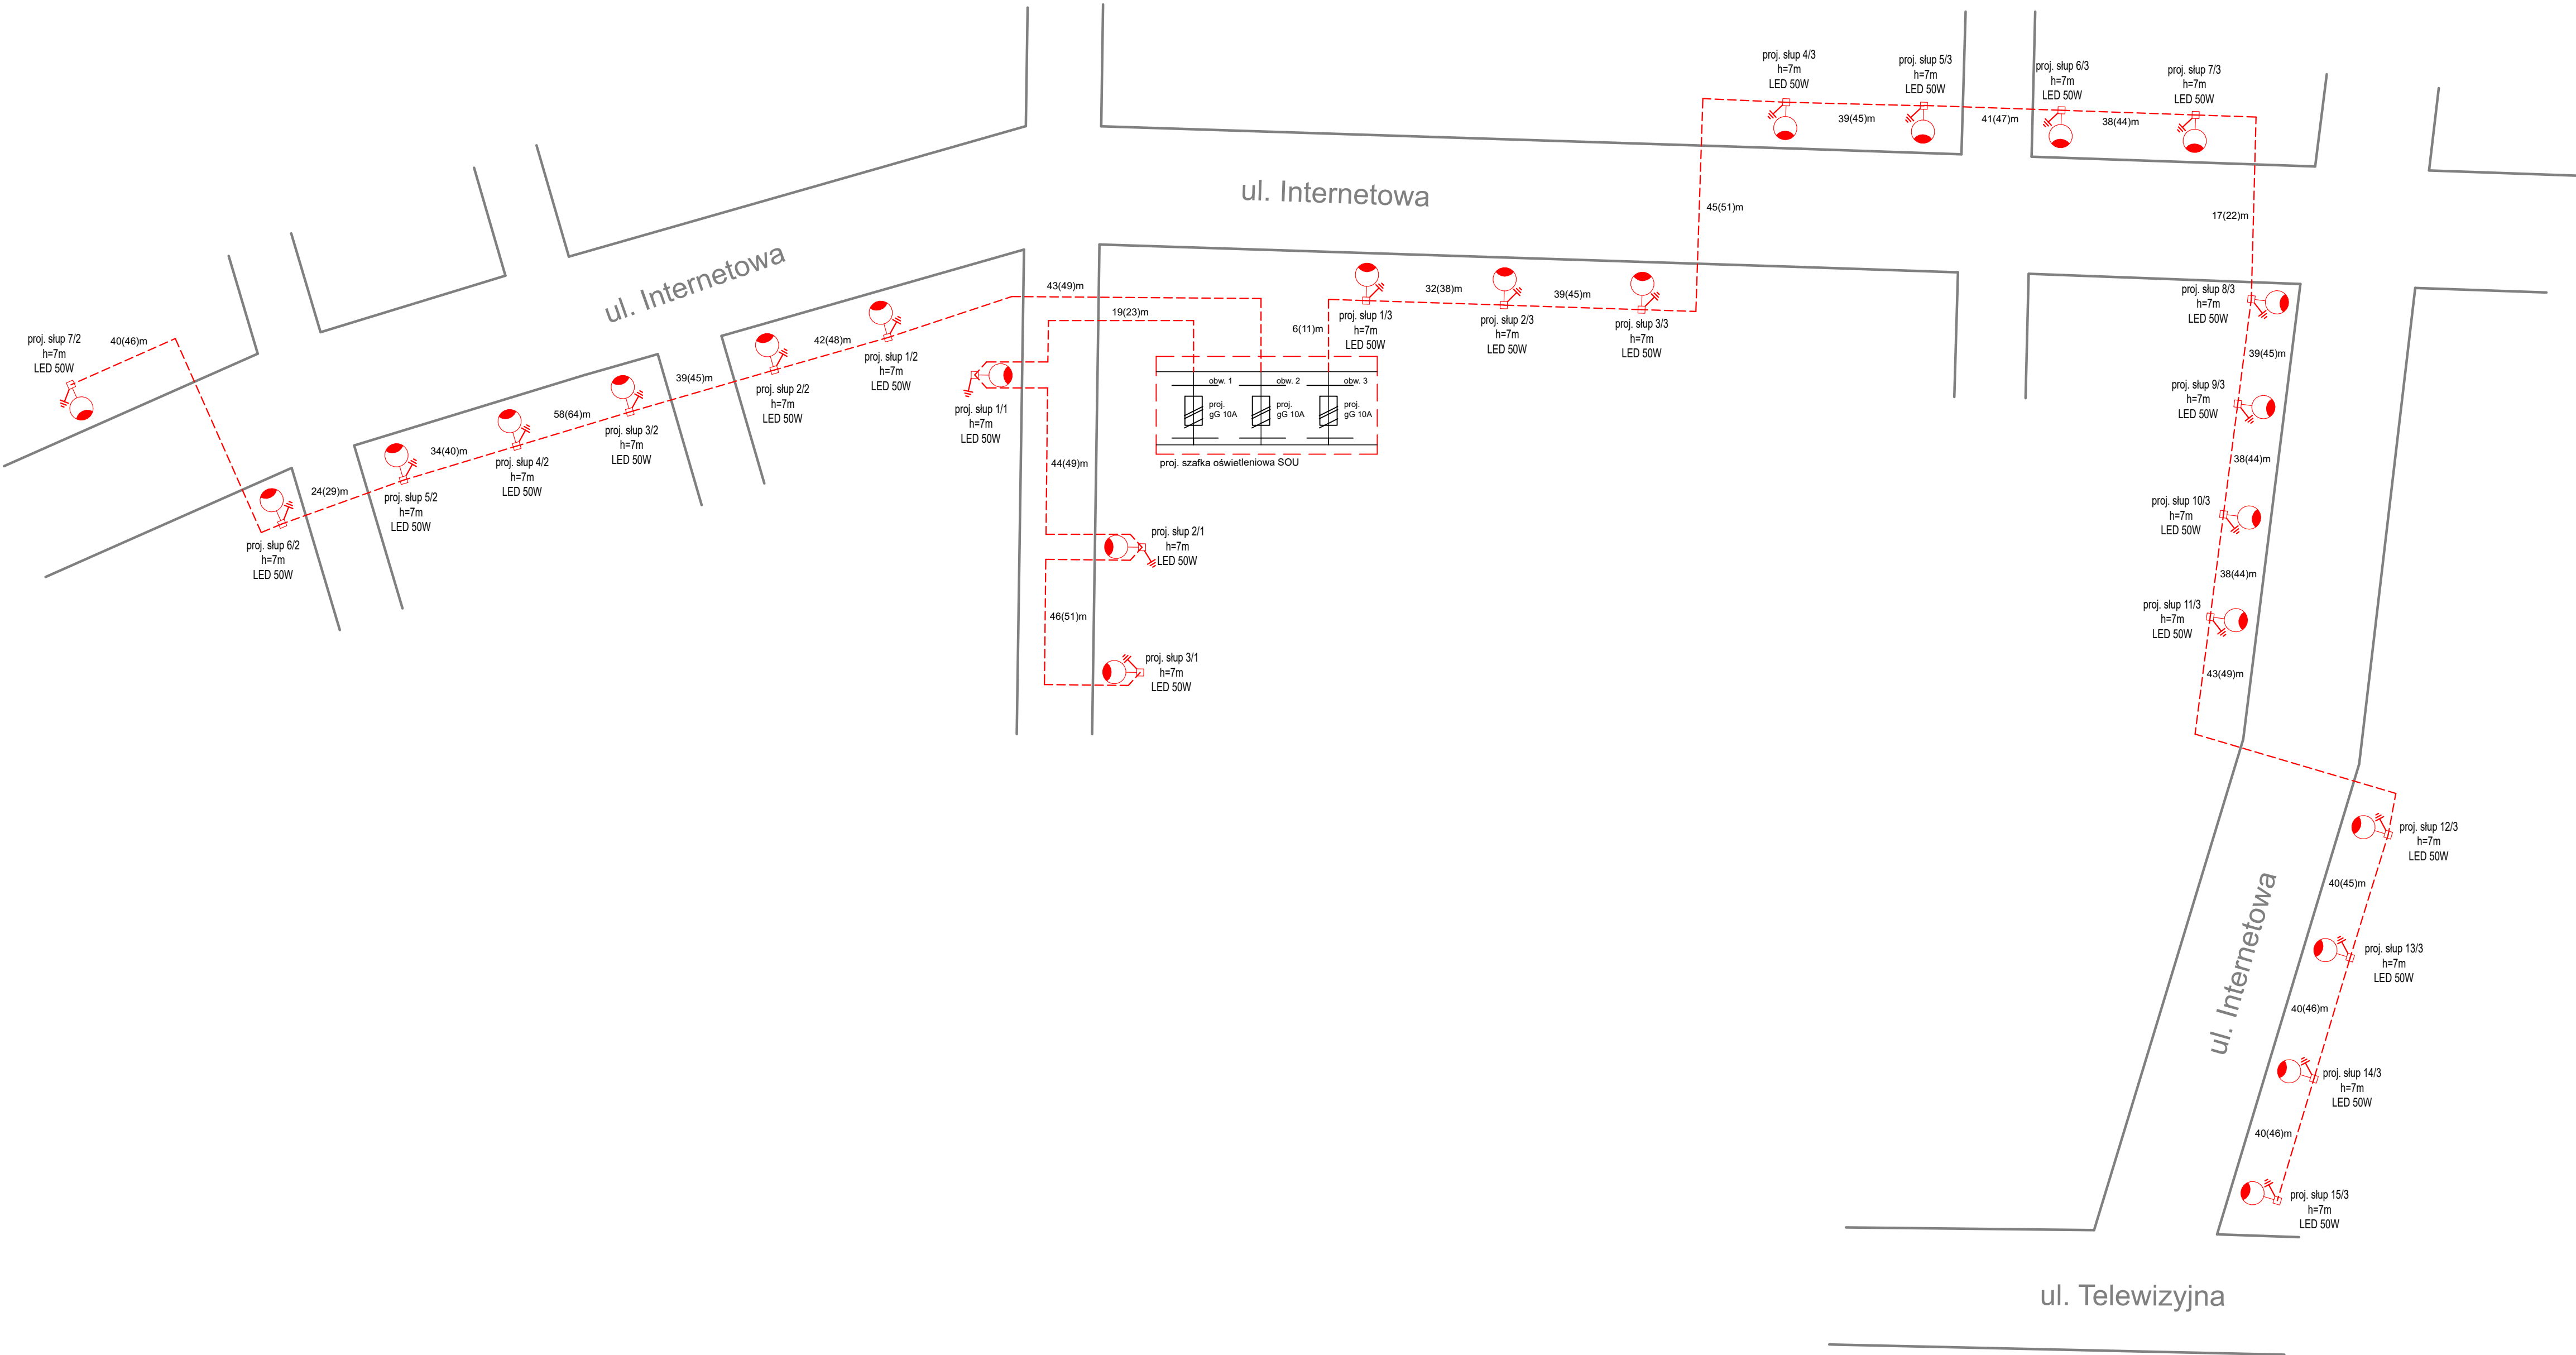 proj. słup 4/3
h=7m
LED 50W
proj. słup 5/3
h=7m
LED 50W
proj. słup 6/3
h=7m
LED 50W
proj. słup 7/3
h=7m
LED 50W
39(45)m
41(47)m
38(44)m
ul. Internetowa
45(51)m
17(22)m
ul. Internetowa
43(49)m
19(23)m
32(38)m
39(45)m
6(11)m
proj. słup 1/3
h=7m
LED 50W
proj. słup 2/3
h=7m
LED 50W
proj. słup 3/3
h=7m
LED 50W
proj. słup 8/3
h=7m
LED 50W
proj. słup 7/2
h=7m
LED 50W
40(46)m
42(48)m
proj. słup 1/2
h=7m
LED 50W
39(45)m
proj. słup 2/2
h=7m
LED 50W
58(64)m
proj. słup 3/2
h=7m
LED 50W
34(40)m
proj. słup 4/2
h=7m
LED 50W
24(29)m
proj. słup 5/2
h=7m
LED 50W
proj. słup 6/2
h=7m
LED 50W
proj. słup 1/1
h=7m
LED 50W
obw. 1
obw. 2
obw. 3
proj.
gG 10A
proj.
gG 10A
proj.
gG 10A
proj. szafka oświetleniowa SOU
44(49)m
proj. słup 2/1
h=7m
LED 50W
46(51)m
proj. słup 3/1
h=7m
LED 50W
39(45)m
proj. słup 9/3
h=7m
LED 50W
38(44)m
proj. słup 10/3
h=7m
LED 50W
38(44)m
proj. słup 11/3
h=7m
LED 50W
43(49)m
proj. słup 12/3
h=7m
LED 50W
40(45)m
ul. Internetowa
proj. słup 13/3
h=7m
LED 50W
40(46)m
proj. słup 14/3
h=7m
LED 50W
40(46)m
proj. słup 15/3
h=7m
LED 50W
ul. Telewizyjna